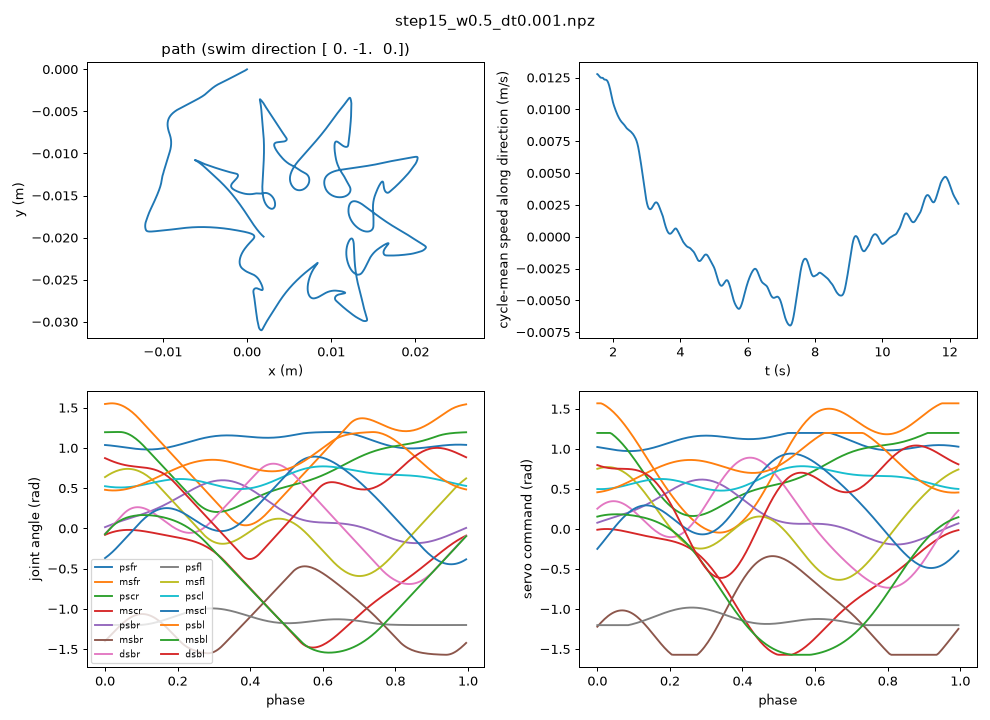 step15_w0.5_dt0.001.npz
path (swim direction [ 0. -1.  0.])
0.000
−0.005
−0.010
−0.015
−0.020
−0.025
−0.030
y (m)
−0.01
0.00
0.01
0.02
x (m)
cycle-mean speed along direction (m/s)
0.0125
0.0100
0.0075
0.0050
0.0025
0.0000
−0.0025
−0.0050
−0.0075
2
4
6
8
10
12
t (s)
joint angle (rad)
1.5
1.0
0.5
0.0
−0.5
−1.0
−1.5
psfr
msfr
pscr
mscr
psbr
msbr
dsbr
psfl
msfl
pscl
mscl
psbl
msbl
dsbl
0.0
0.2
0.4
0.6
0.8
1.0
phase
servo command (rad)
1.5
1.0
0.5
0.0
−0.5
−1.0
−1.5
0.0
0.2
0.4
0.6
0.8
1.0
phase